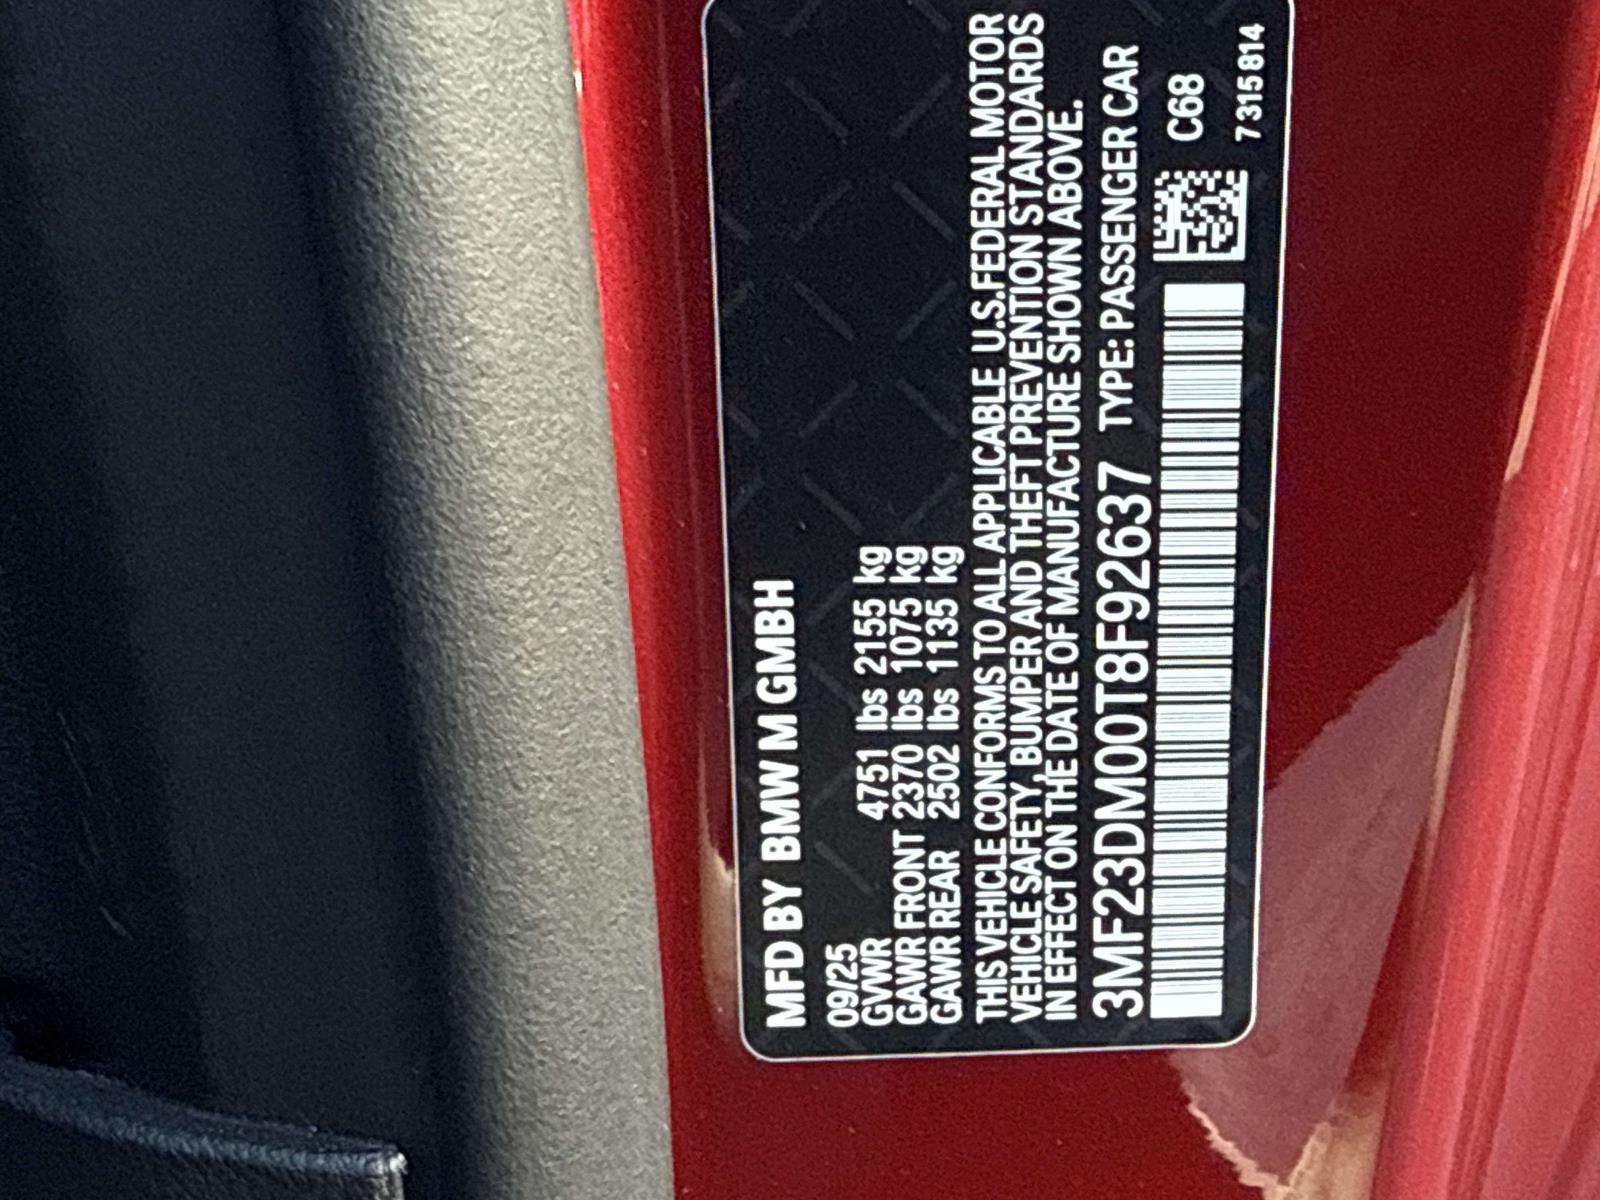 MFD BY BMW M GMBH
09/25
GVWR 4751 lbs 2155 kg
GAWR FRONT 2370 lbs 1075 kg
GAWR REAR 2502 lbs 1135 kg
THIS VEHICLE CONFORMS TO ALL APPLICABLE U.S.FEDERAL MOTOR
VEHICLE SAFETY, BUMPER AND THEFT PREVENTION STANDARDS
IN EFFECT ON THE DATE OF MANUFACTURE SHOWN ABOVE.
3MF23DM00T8F92637 TYPE: PASSENGER CAR
C68
7315814